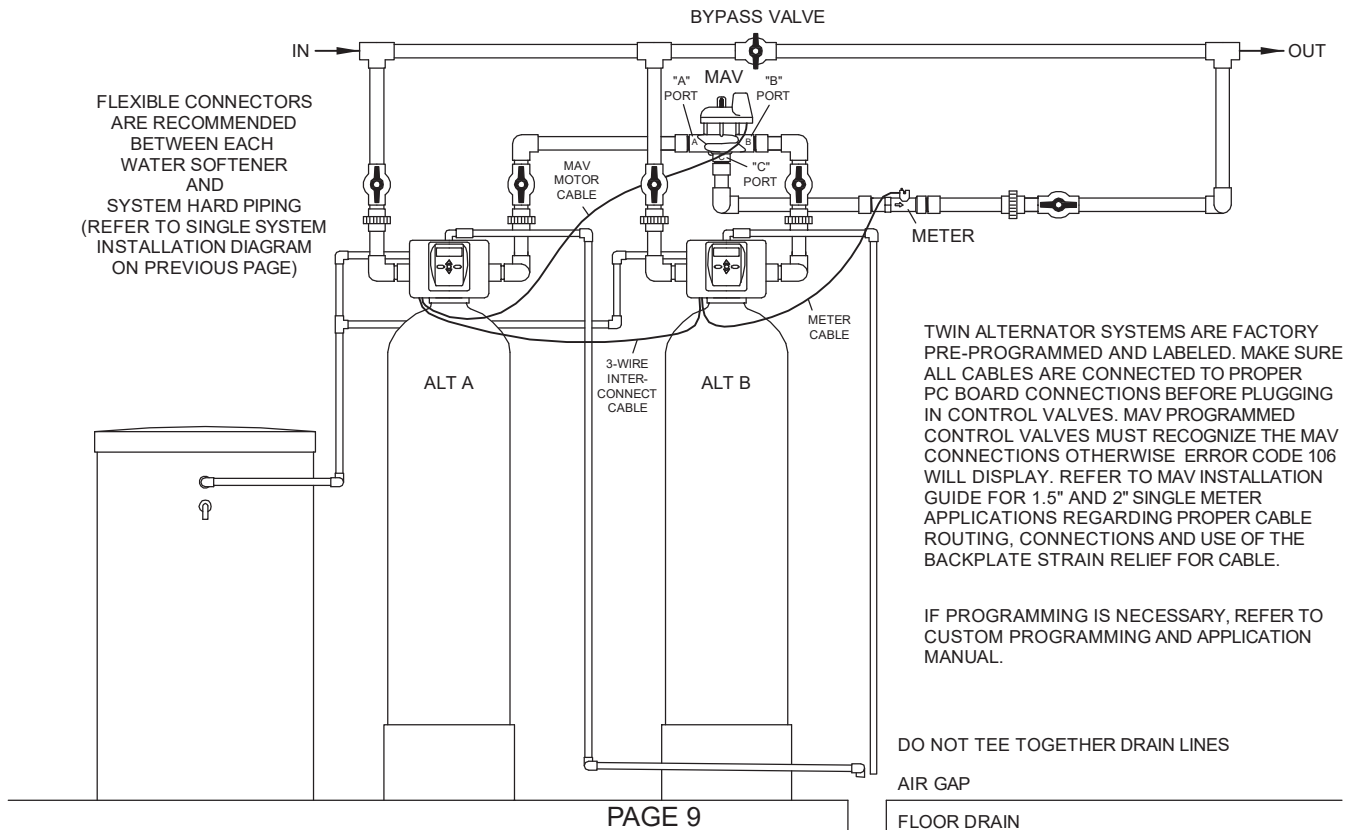 BYPASS VALVE
IN
OUT
"A"
PORT
MAV
"B"
PORT
A
B
C
"C"
PORT
FLEXIBLE CONNECTORS
ARE RECOMMENDED
BETWEEN EACH
WATER SOFTENER
AND
SYSTEM HARD PIPING
(REFER TO SINGLE SYSTEM
INSTALLATION DIAGRAM
ON PREVIOUS PAGE)
MAV
MOTOR
CABLE
METER
METER
CABLE
3-WIRE
INTER-
CONNECT
CABLE
ALT A
ALT B
TWIN ALTERNATOR SYSTEMS ARE FACTORY
PRE-PROGRAMMED AND LABELED. MAKE SURE
ALL CABLES ARE CONNECTED TO PROPER
PC BOARD CONNECTIONS BEFORE PLUGGING
IN CONTROL VALVES. MAV PROGRAMMED
CONTROL VALVES MUST RECOGNIZE THE MAV
CONNECTIONS OTHERWISE ERROR CODE 106
WILL DISPLAY. REFER TO MAV INSTALLATION
GUIDE FOR 1.5" AND 2" SINGLE METER
APPLICATIONS REGARDING PROPER CABLE
ROUTING, CONNECTIONS AND USE OF THE
BACKPLATE STRAIN RELIEF FOR CABLE.
IF PROGRAMMING IS NECESSARY, REFER TO
CUSTOM PROGRAMMING AND APPLICATION
MANUAL.
DO NOT TEE TOGETHER DRAIN LINES
AIR GAP
FLOOR DRAIN
PAGE 9